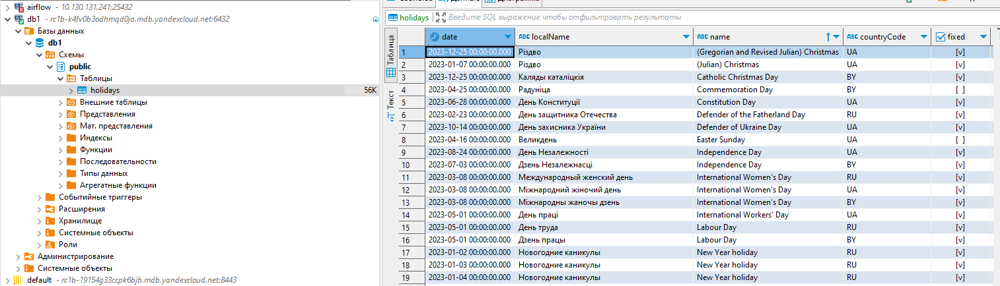 airflow - 10.130.131.241:25432
db1 - rc1b-k4fv0b3odhmqd0ja.mdb.yandexcloud.net:6432
Базы данных
db1
Схемы
public
Таблицы
holidays 56K
Внешние таблицы
Представления
Мат. представления
Индексы
Функции
Последовательности
Типы данных
Агрегатные функции
Событийные триггеры
Расширения
Хранилище
Системные объекты
Роли
Администрирование
Системные объекты
default - rc1b-19154g33ccpk6bjb.mdb.yandexcloud.net:8443
holidays Введите SQL выражение чтобы отфильтровать результаты
Таблица
Текст
date ABC localName ABC name ABC countryCode fixed
1 2023-12-25 00:00:00.000 Різдво (Gregorian and Revised Julian) Christmas UA [v]
2 2023-01-07 00:00:00.000 Різдво (Julian) Christmas UA [v]
3 2023-12-25 00:00:00.000 Каляды каталіцкія Catholic Christmas Day BY [v]
4 2023-04-25 00:00:00.000 Радуніца Commemoration Day BY [ ]
5 2023-06-28 00:00:00.000 День Конституції Constitution Day UA [v]
6 2023-02-23 00:00:00.000 День защитника Отечества Defender of the Fatherland Day RU [v]
7 2023-10-14 00:00:00.000 День захисника України Defender of Ukraine Day UA [v]
8 2023-04-16 00:00:00.000 Великдень Easter Sunday UA [ ]
9 2023-08-24 00:00:00.000 День Незалежності Independence Day UA [v]
10 2023-07-03 00:00:00.000 Дзень Незалежнасці Independence Day BY [v]
11 2023-03-08 00:00:00.000 Международный женский день International Women's Day RU [v]
12 2023-03-08 00:00:00.000 Міжнародний жіночий день International Women's Day UA [v]
13 2023-03-08 00:00:00.000 Міжнародны жаночы дзень International Women's Day BY [v]
14 2023-05-01 00:00:00.000 День праці International Workers' Day UA [v]
15 2023-05-01 00:00:00.000 День труда Labour Day RU [v]
16 2023-05-01 00:00:00.000 Дзень працы Labour Day BY [v]
17 2023-01-02 00:00:00.000 Новогодние каникулы New Year holiday RU [v]
18 2023-01-03 00:00:00.000 Новогодние каникулы New Year holiday RU [v]
19 2023-01-04 00:00:00.000 Новогодние каникулы New Year holiday RU [v]